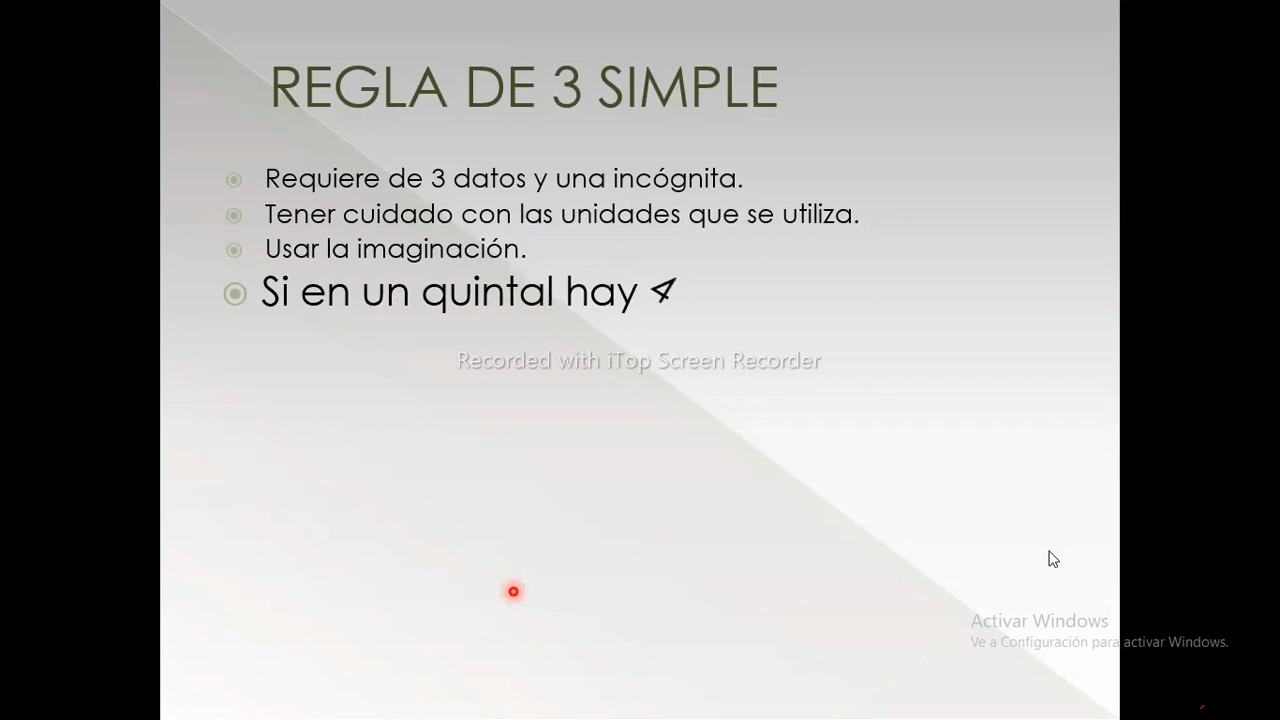 REGLA DE 3 SIMPLE
Requiere de 3 datos y una incógnita.
Tener cuidado con las unidades que se utiliza.
Usar la imaginación.
Si en un quintal hay 4
Recorded with iTop Screen Recorder
Activar Windows
Ve a Configuración para activar Windows.